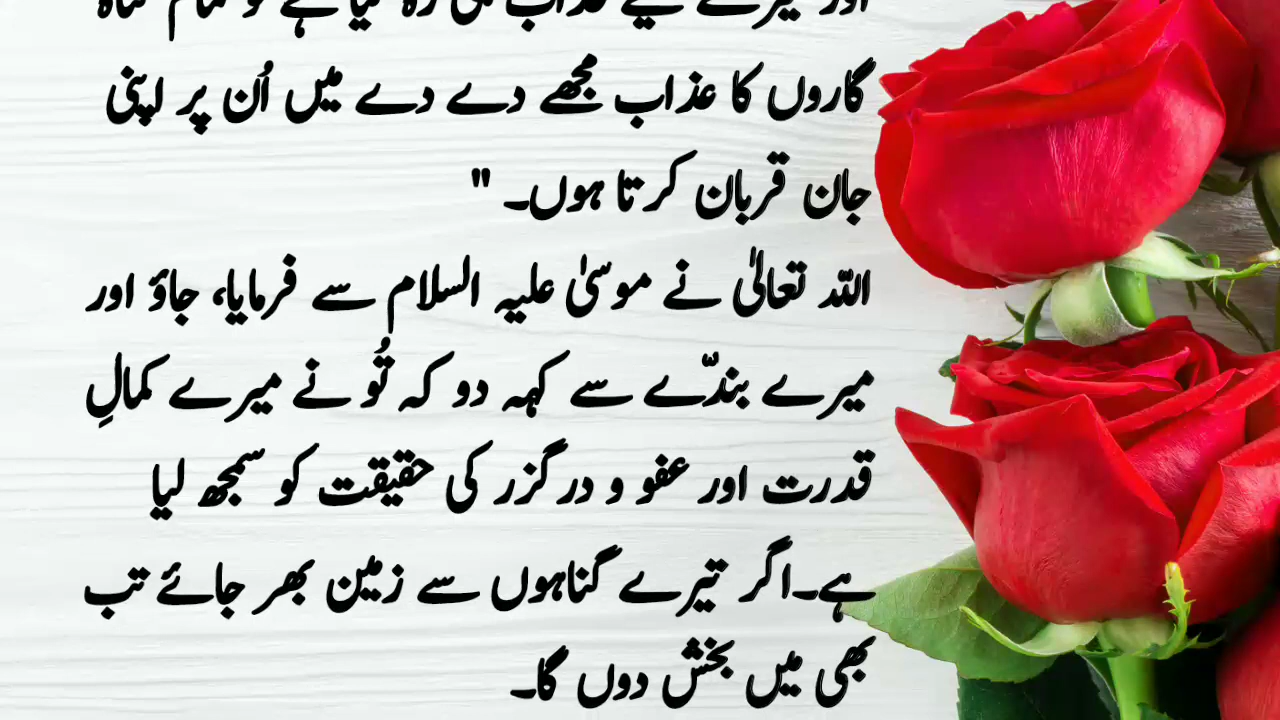 گاروں کا عذاب مجھے دے دے میں اُن پر اپنی
جان قربان کرتا ہوں۔ "
اللہ تعالیٰ نے موسیٰ علیہ السلام سے فرمایا، جاؤ اور
میرے بندّے سے کہہ دو کہ تُو نے میرے کمالِ
قدرت اور عفو و درگزر کی حقیقت کو سمجھ لیا
ہے۔اگر تیرے گناہوں سے زمین بھر جائے تب
بھی میں بخش دوں گا۔